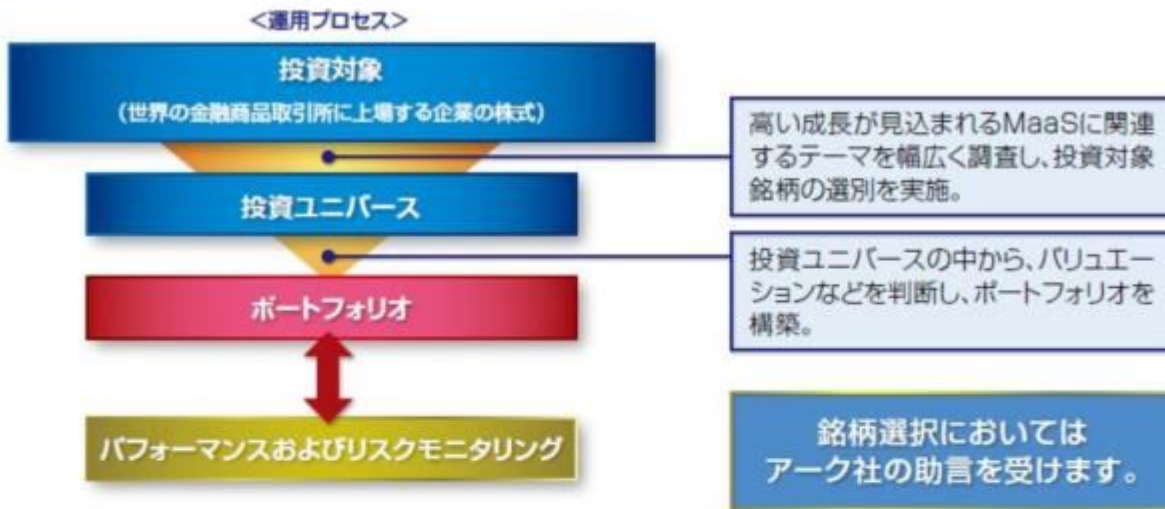 ＜運用プロセス＞
投資対象
（世界の金融商品取引所に上場する企業の株式）
高い成長が見込まれるMaaSに関連
するテーマを幅広く調査し、投資対象
銘柄の選別を実施。
投資ユニバース
投資ユニバースの中から、バリュエー
ションなどを判断し、ポートフォリオを
構築。
ポートフォリオ
パフォーマンスおよびリスクモニタリング
銘柄選択においては
アーク社の助言を受けます。